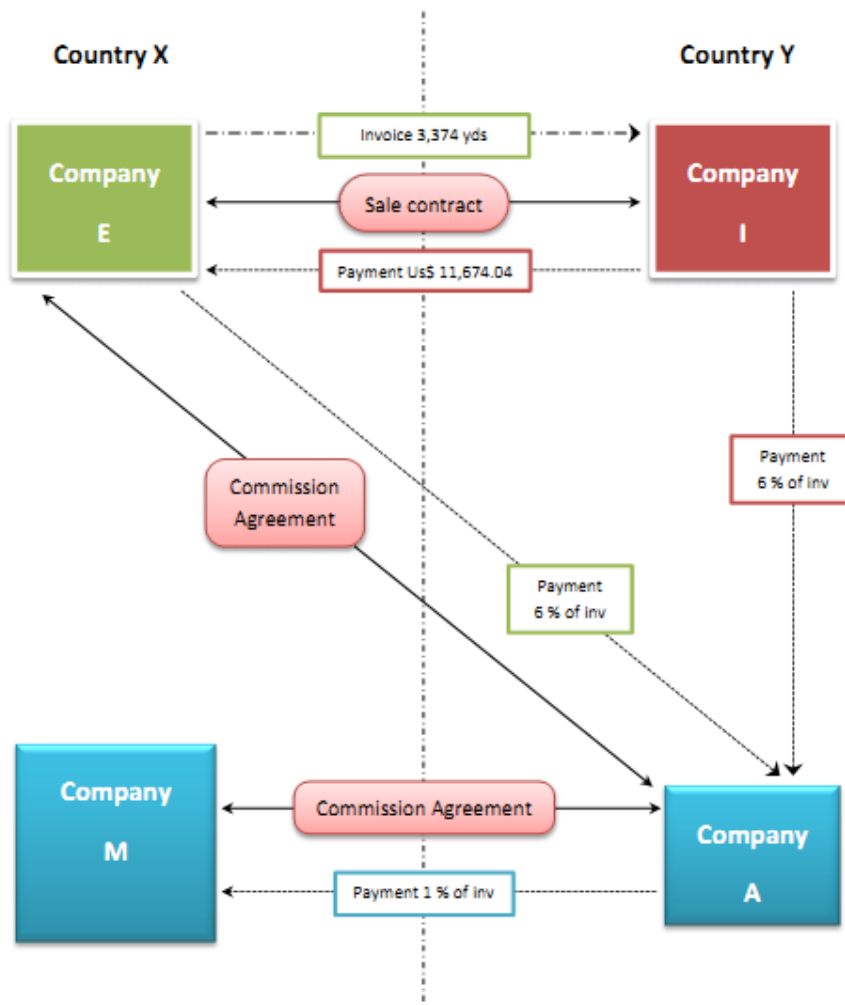 Country X
Country Y
Invoice 3,374 yds
Company
E
Company
I
Sale contract
Payment Us$ 11,674.04
Commission
Agreement
Payment
6 % of inv
Payment
6 % of inv
Company
M
Commission Agreement
Company
A
Payment 1 % of inv